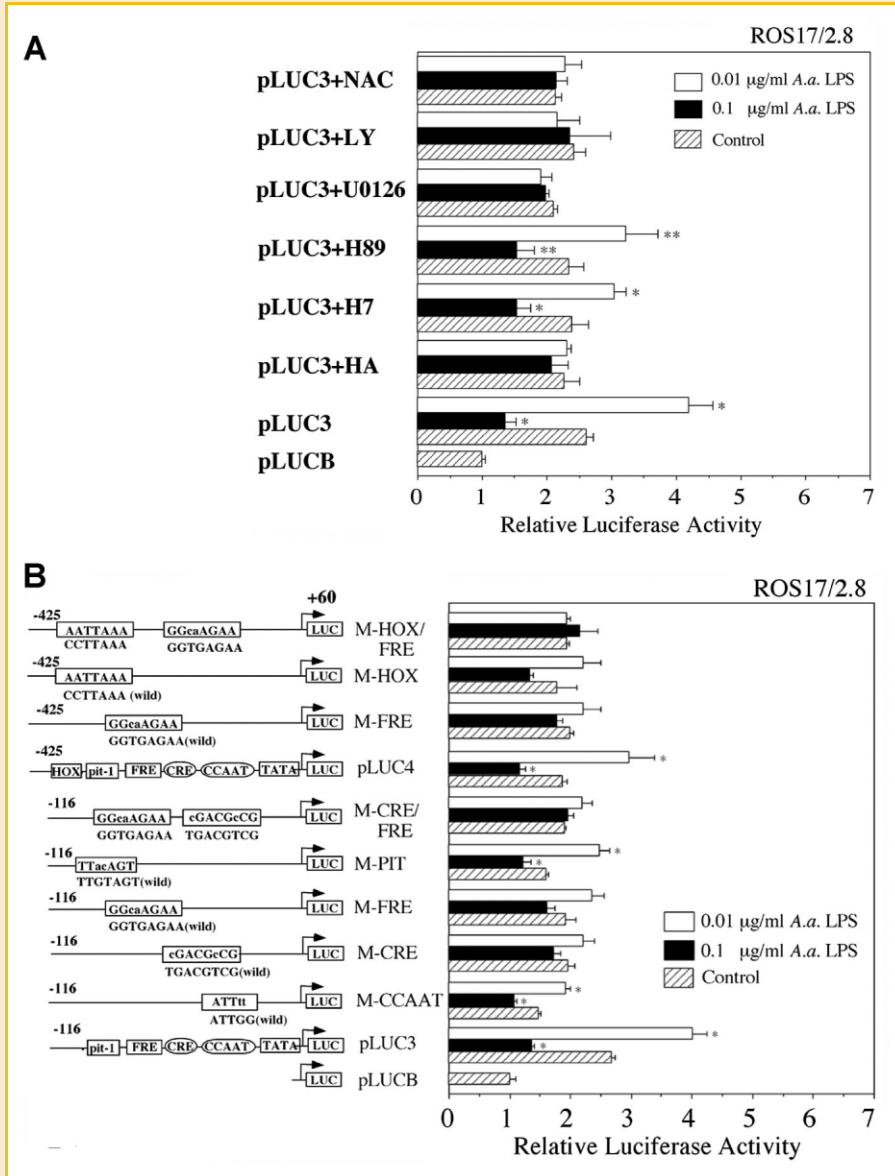 A
ROS17/2.8
pLUC3+NAC
pLUC3+LY
pLUC3+U0126
pLUC3+H89
pLUC3+H7
pLUC3+HA
pLUC3
pLUCB
0.01 μg/ml A.a. LPS
0.1 μg/ml A.a. LPS
Control
**
**
*
*
*
*
0 1 2 3 4 5 6 7
Relative Luciferase Activity
B
ROS17/2.8
+60
-425
AATTAAA GGcaAGAA LUC M-HOX/
CCTTAAA GGTGAGAA FRE
-425
AATTAAA LUC M-HOX
CCTTAAA (wild)
-425
GGcaAGAA LUC M-FRE
GGTGAGAA(wild)
-425
HOX pit-1 FRE CRE CCAAT TATA LUC pLUC4
*
*
-116
GGcaAGAA cGACGcCG LUC M-CRE/
GGTGAGAA TGACGTCG FRE
-116
TTacAGT LUC M-PIT
TTGTAGT(wild)
*
*
-116
GGcaAGAA LUC M-FRE
GGTGAGAA(wild)
-116
cGACGcCG LUC M-CRE
TGACGTCG(wild)
-116
ATTtt LUC M-CCAAT
ATTGG(wild)
*
*
-116
pit-1 FRE CRE CCAAT TATA LUC pLUC3
*
*
LUC pLUCB
0.01 μg/ml A.a. LPS
0.1 μg/ml A.a. LPS
Control
0 1 2 3 4 5 6 7
Relative Luciferase Activity